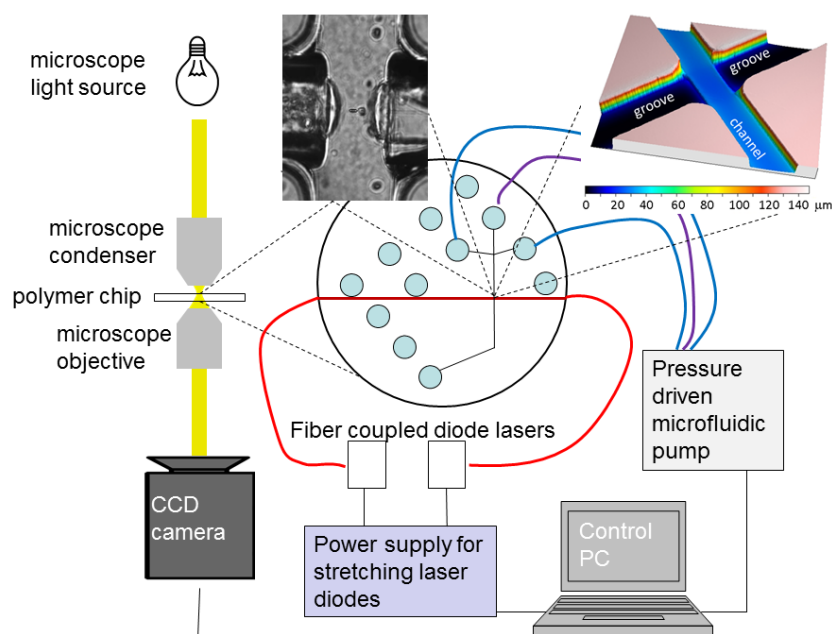 microscope
light source
microscope
condenser
polymer chip
microscope
objective
CCD
camera
groove
groove
channel
0 20 40 60 80 100 120 140
μm
Fiber coupled diode lasers
Power supply for
stretching laser
diodes
Pressure
driven
microfluidic
pump
Control
PC